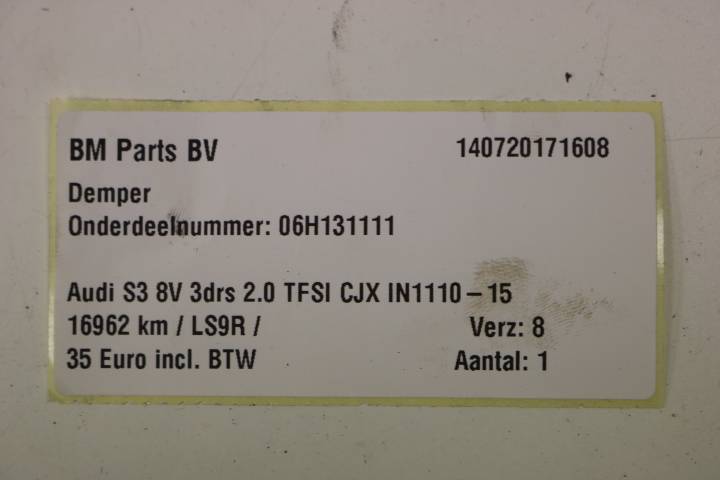 BM Parts BV 140720171608
Demper
Onderdeelnummer: 06H131111
Audi S3 8V 3drs 2.0 TFSI CJX IN1110 – 15
16962 km / LS9R / Verz: 8
35 Euro incl. BTW Aantal: 1